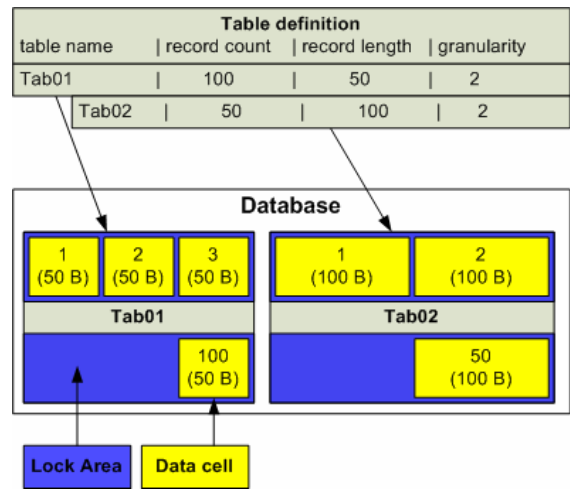 Table definition
table name | record count | record length | granularity
Tab01 | 100 | 50 | 2
Tab02 | 50 | 100 | 2
Database
1 2 3 1 2
(50 B) (50 B) (50 B) (100 B) (100 B)
Tab01 Tab02
100 50
(50 B) (100 B)
Lock Area Data cell